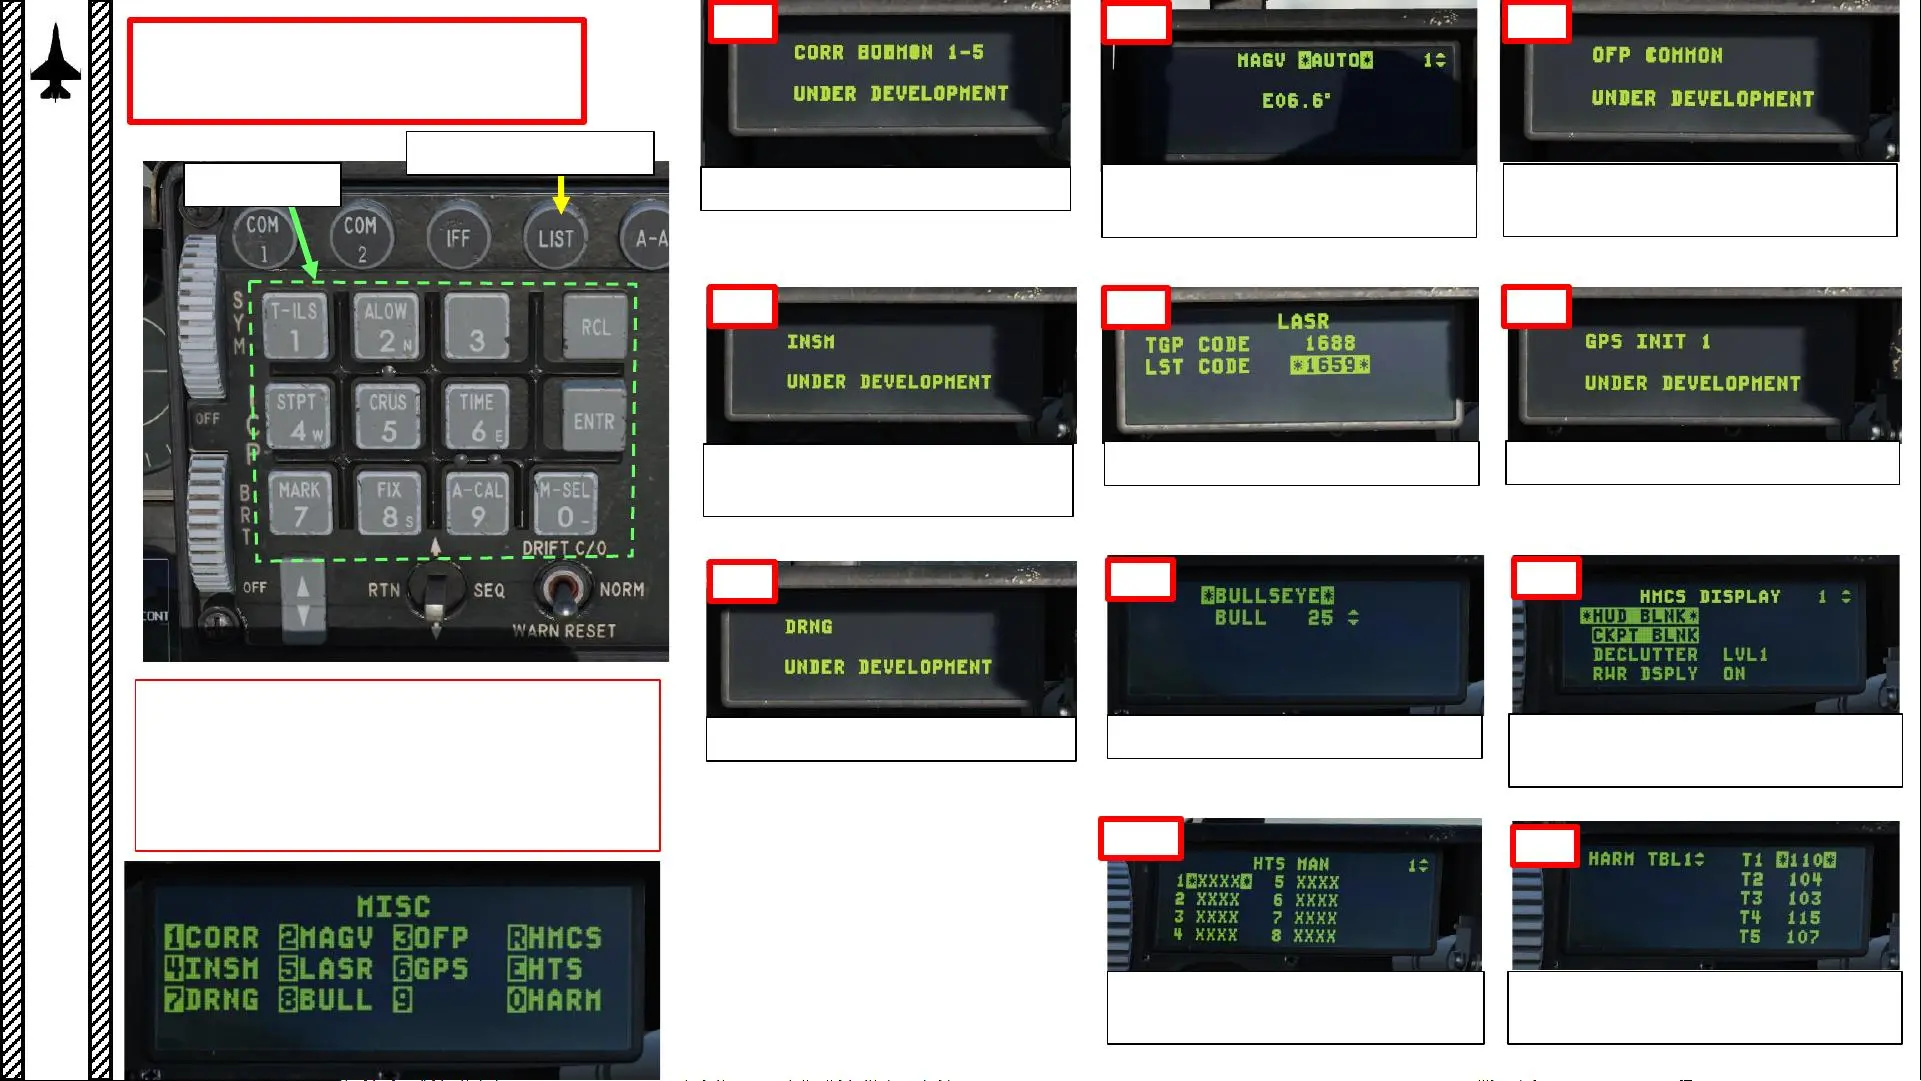 COM
1
COM
2
IFF
LIST
A-A
SYM
T-ILS
1
ALOW
2 N
3
RCL
OFF
ICP
STPT
4 W
CRUS
5
TIME
6 E
ENTR
BRT
MARK
7
FIX
8 S
A-CAL
9
M-SEL
0 -
DRIFT C/O
OFF
RTN
SEQ
NORM
WARN RESET
CONT
MISC
1CORR 2MAGV 3OFP RHMCS
4INSM 5LASR 6GPS EHTS
7DRNG 8BULL 9 0HARM
UNDER DEVELOPMENT
MAGV *AUTO* 1
E06.6°
OFP COMMON
UNDER DEVELOPMENT
INSM
UNDER DEVELOPMENT
LASR
TGP CODE 1688
LST CODE *1659*
GPS INIT 1
UNDER DEVELOPMENT
DRNG
UNDER DEVELOPMENT
*BULLSEYE*
BULL 25
HMCS DISPLAY 1
*HUD BLNK*
CKPT BLNK
DECLUTTER LVL1
RWR DSPLY ON
HTS MAN 1
1*XXXX* 5 XXXX
2 XXXX 6 XXXX
3 XXXX 7 XXXX
4 XXXX 8 XXXX
HARM TBL1 T1 *110*
T2 104
T3 103
T4 115
T5 107